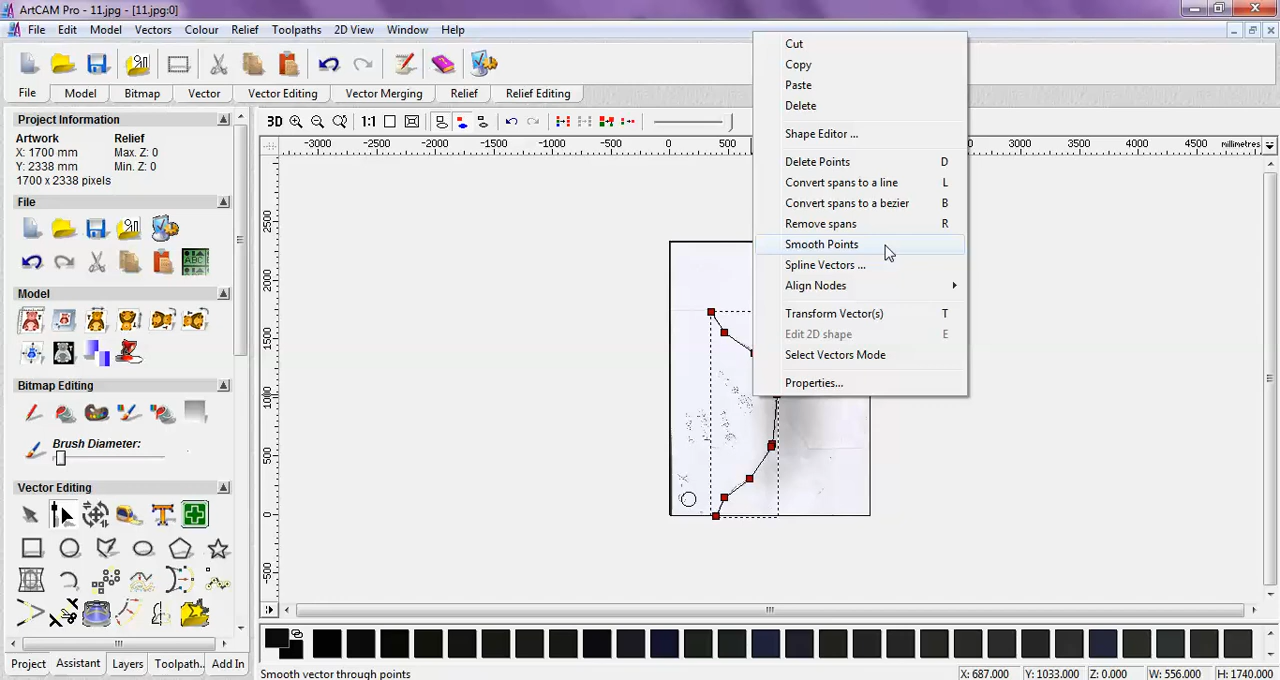 ArtCAM Pro - 11.jpg - [11.jpg:0]
File Edit Model Vectors Colour Relief Toolpaths 2D View Window Help
File Model Bitmap Vector Vector Editing Vector Merging Relief Relief Editing
Project Information
Artwork Relief
X: 1700 mm Max. Z: 0
Y: 2338 mm Min. Z: 0
1700 x 2338 pixels
File
Model
Bitmap Editing
Brush Diameter:
Vector Editing
Project Assistant Layers Toolpath.. Add In
3D 1:1
-3000 -2500 -2000 -1500 -1000 -500 0 500 3000 3500 4000 4500 millimetres
2500
2000
1500
1000
500
0
-500
Cut
Copy
Paste
Delete
Shape Editor ...
Delete Points D
Convert spans to a line L
Convert spans to a bezier B
Remove spans R
Smooth Points
Spline Vectors ...
Align Nodes
Transform Vector(s) T
Edit 2D shape E
Select Vectors Mode
Properties...
Smooth vector through points X: 687.000 Y: 1033.000 Z: 0.000 W: 556.000 H: 1740.000